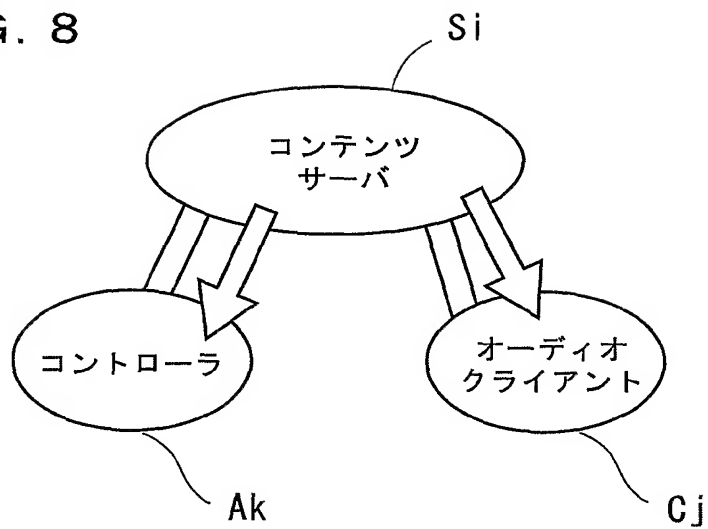 G. 8
Si
コンテンツ
サーバ
コントローラ
オーディオ
クライアント
Ak
Cj